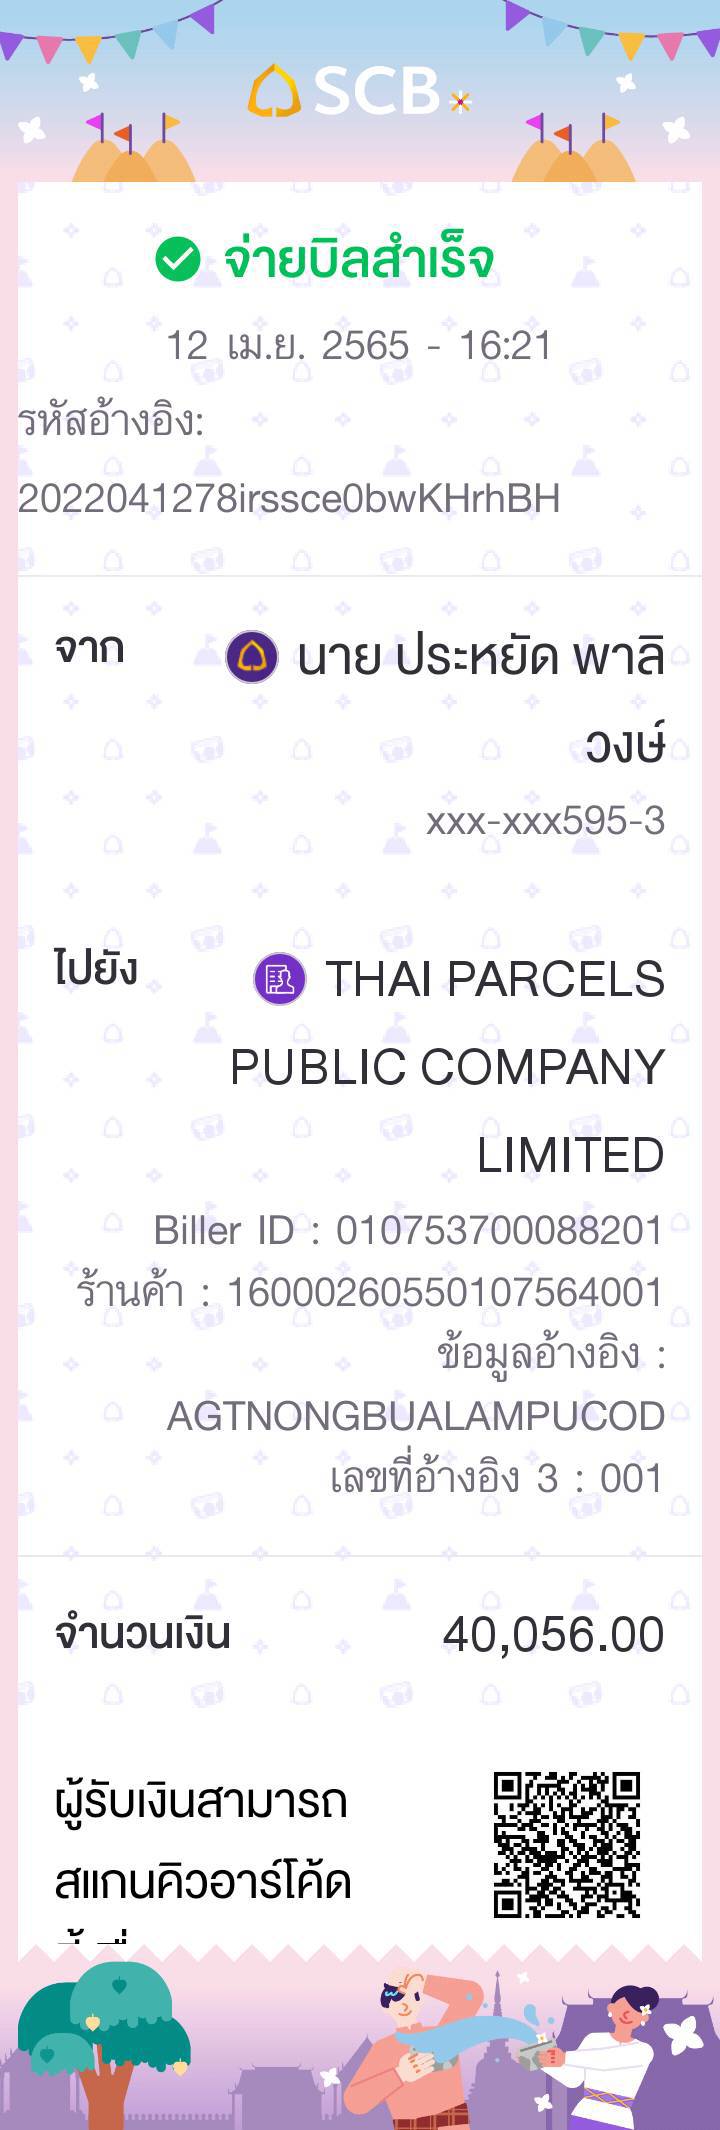 SCB
จ่ายบิลสำเร็จ
12 เม.ย. 2565 - 16:21
รหัสอ้างอิง:
2022041278irssce0bwKHrhBH
จาก นาย ประหยัด พาลิ
วงษ์
xxx-xxx595-3
ไปยัง THAI PARCELS
PUBLIC COMPANY
LIMITED
Biller ID : 010753700088201
ร้านค้า : 16000260550107564001
ข้อมูลอ้างอิง :
AGTNONGBUALAMPUCOD
เลขที่อ้างอิง 3 : 001
จำนวนเงิน 40,056.00
ผู้รับเงินสามารถ
สแกนคิวอาร์โค้ด